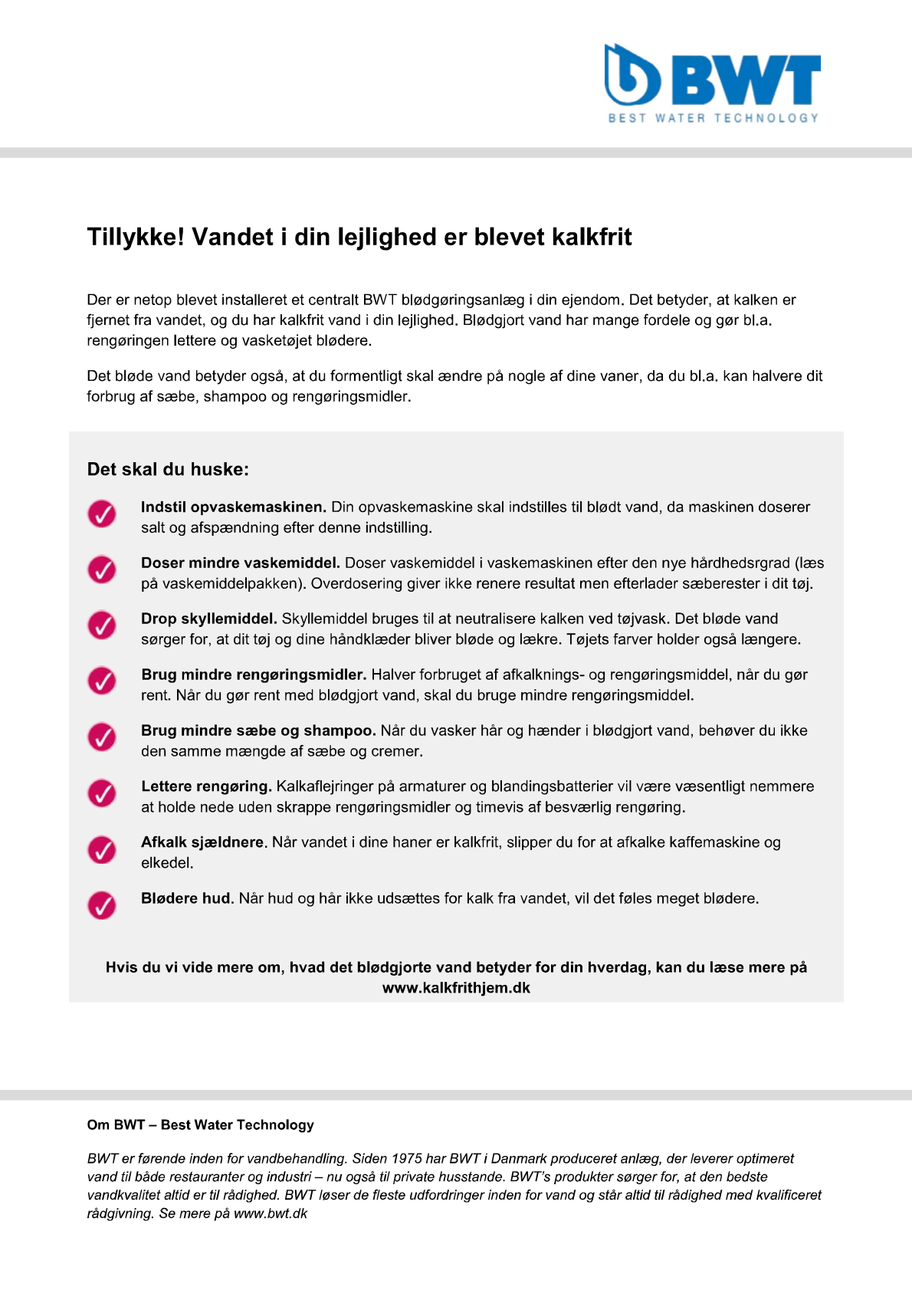 BWT
BEST WATER TECHNOLOGY
Tillykke! Vandet i din lejlighed er blevet kalkfrit
Der er netop blevet installeret et centralt BWT blødgøringsanlæg i din ejendom. Det betyder, at kalken er
fjernet fra vandet, og du har kalkfrit vand i din lejlighed. Blødgjort vand har mange fordele og gør bl.a.
rengøringen lettere og vasketøjet blødere.
Det bløde vand betyder også, at du formentligt skal ændre på nogle af dine vaner, da du bl.a. kan halvere dit
forbrug af sæbe, shampoo og rengøringsmidler.
Det skal du huske:
Indstil opvaskemaskinen. Din opvaskemaskine skal indstilles til blødt vand, da maskinen doserer
salt og afspændning efter denne indstilling.
Doser mindre vaskemiddel. Doser vaskemiddel i vaskemaskinen efter den nye hårdhedsrgrad (læs
på vaskemiddelpakken). Overdosering giver ikke renere resultat men efterlader sæberester i dit tøj.
Drop skyllemiddel. Skyllemiddel bruges til at neutralisere kalken ved tøjvask. Det bløde vand
sørger for, at dit tøj og dine håndklæder bliver bløde og lækre. Tøjets farver holder også længere.
Brug mindre rengøringsmidler. Halver forbruget af afkalknings- og rengøringsmiddel, når du gør
rent. Når du gør rent med blødgjort vand, skal du bruge mindre rengøringsmiddel.
Brug mindre sæbe og shampoo. Når du vasker hår og hænder i blødgjort vand, behøver du ikke
den samme mængde af sæbe og cremer.
Lettere rengøring. Kalkaflejringer på armaturer og blandingsbatterier vil være væsentligt nemmere
at holde nede uden skrappe rengøringsmidler og timevis af besværlig rengøring.
Afkalk sjældnere. Når vandet i dine haner er kalkfrit, slipper du for at afkalke kaffemaskine og
elkedel.
Blødere hud. Når hud og hår ikke udsættes for kalk fra vandet, vil det føles meget blødere.
Hvis du vi vide mere om, hvad det blødgjorte vand betyder for din hverdag, kan du læse mere på
www.kalkfrithjem.dk
Om BWT – Best Water Technology
BWT er førende inden for vandbehandling. Siden 1975 har BWT i Danmark produceret anlæg, der leverer optimeret
vand til både restauranter og industri – nu også til private husstande. BWT's produkter sørger for, at den bedste
vandkvalitet altid er til rådighed. BWT løser de fleste udfordringer inden for vand og står altid til rådighed med kvalificeret
rådgivning. Se mere på www.bwt.dk